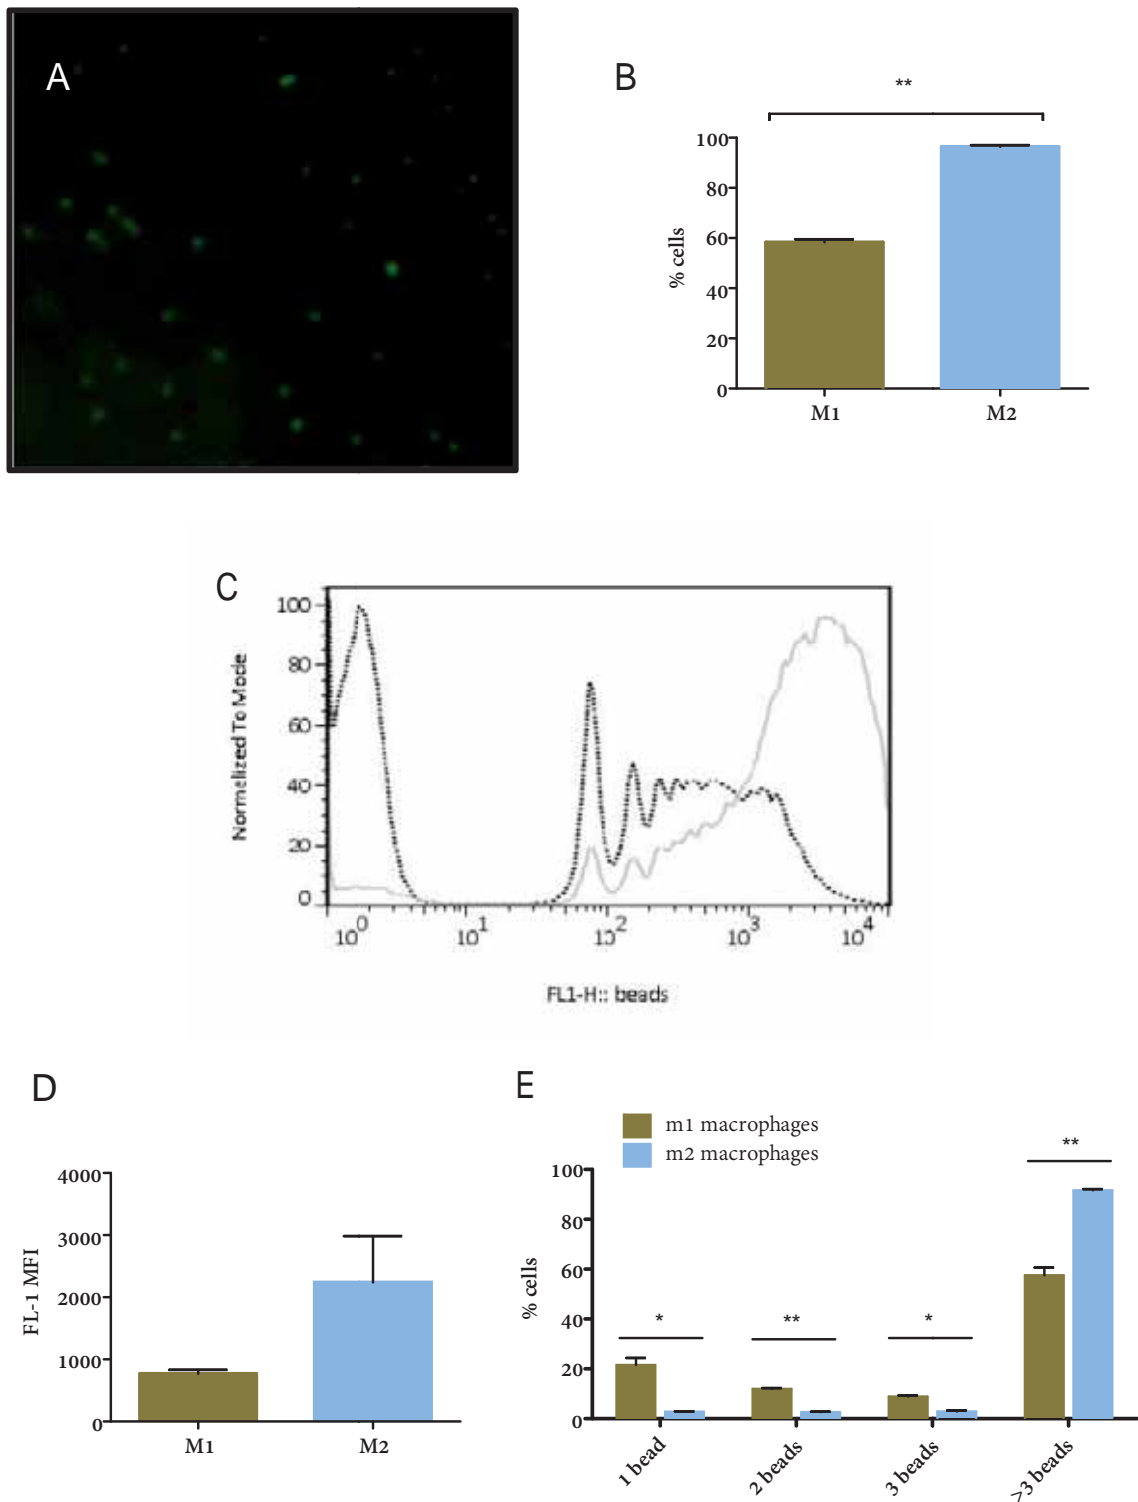 A
B
**
100
80
60
40
20
0
% cells
M1
M2
C
100
80
60
40
20
0
Normalized To Mode
10^0
10^1
10^2
10^3
10^4
FL1-H:: beads
D
4000
3000
2000
1000
0
FL-1 MFI
M1
M2
E
m1 macrophages
m2 macrophages
100
80
60
40
20
0
% cells
*
**
*
**
1 bead
2 beads
3 beads
>3 beads